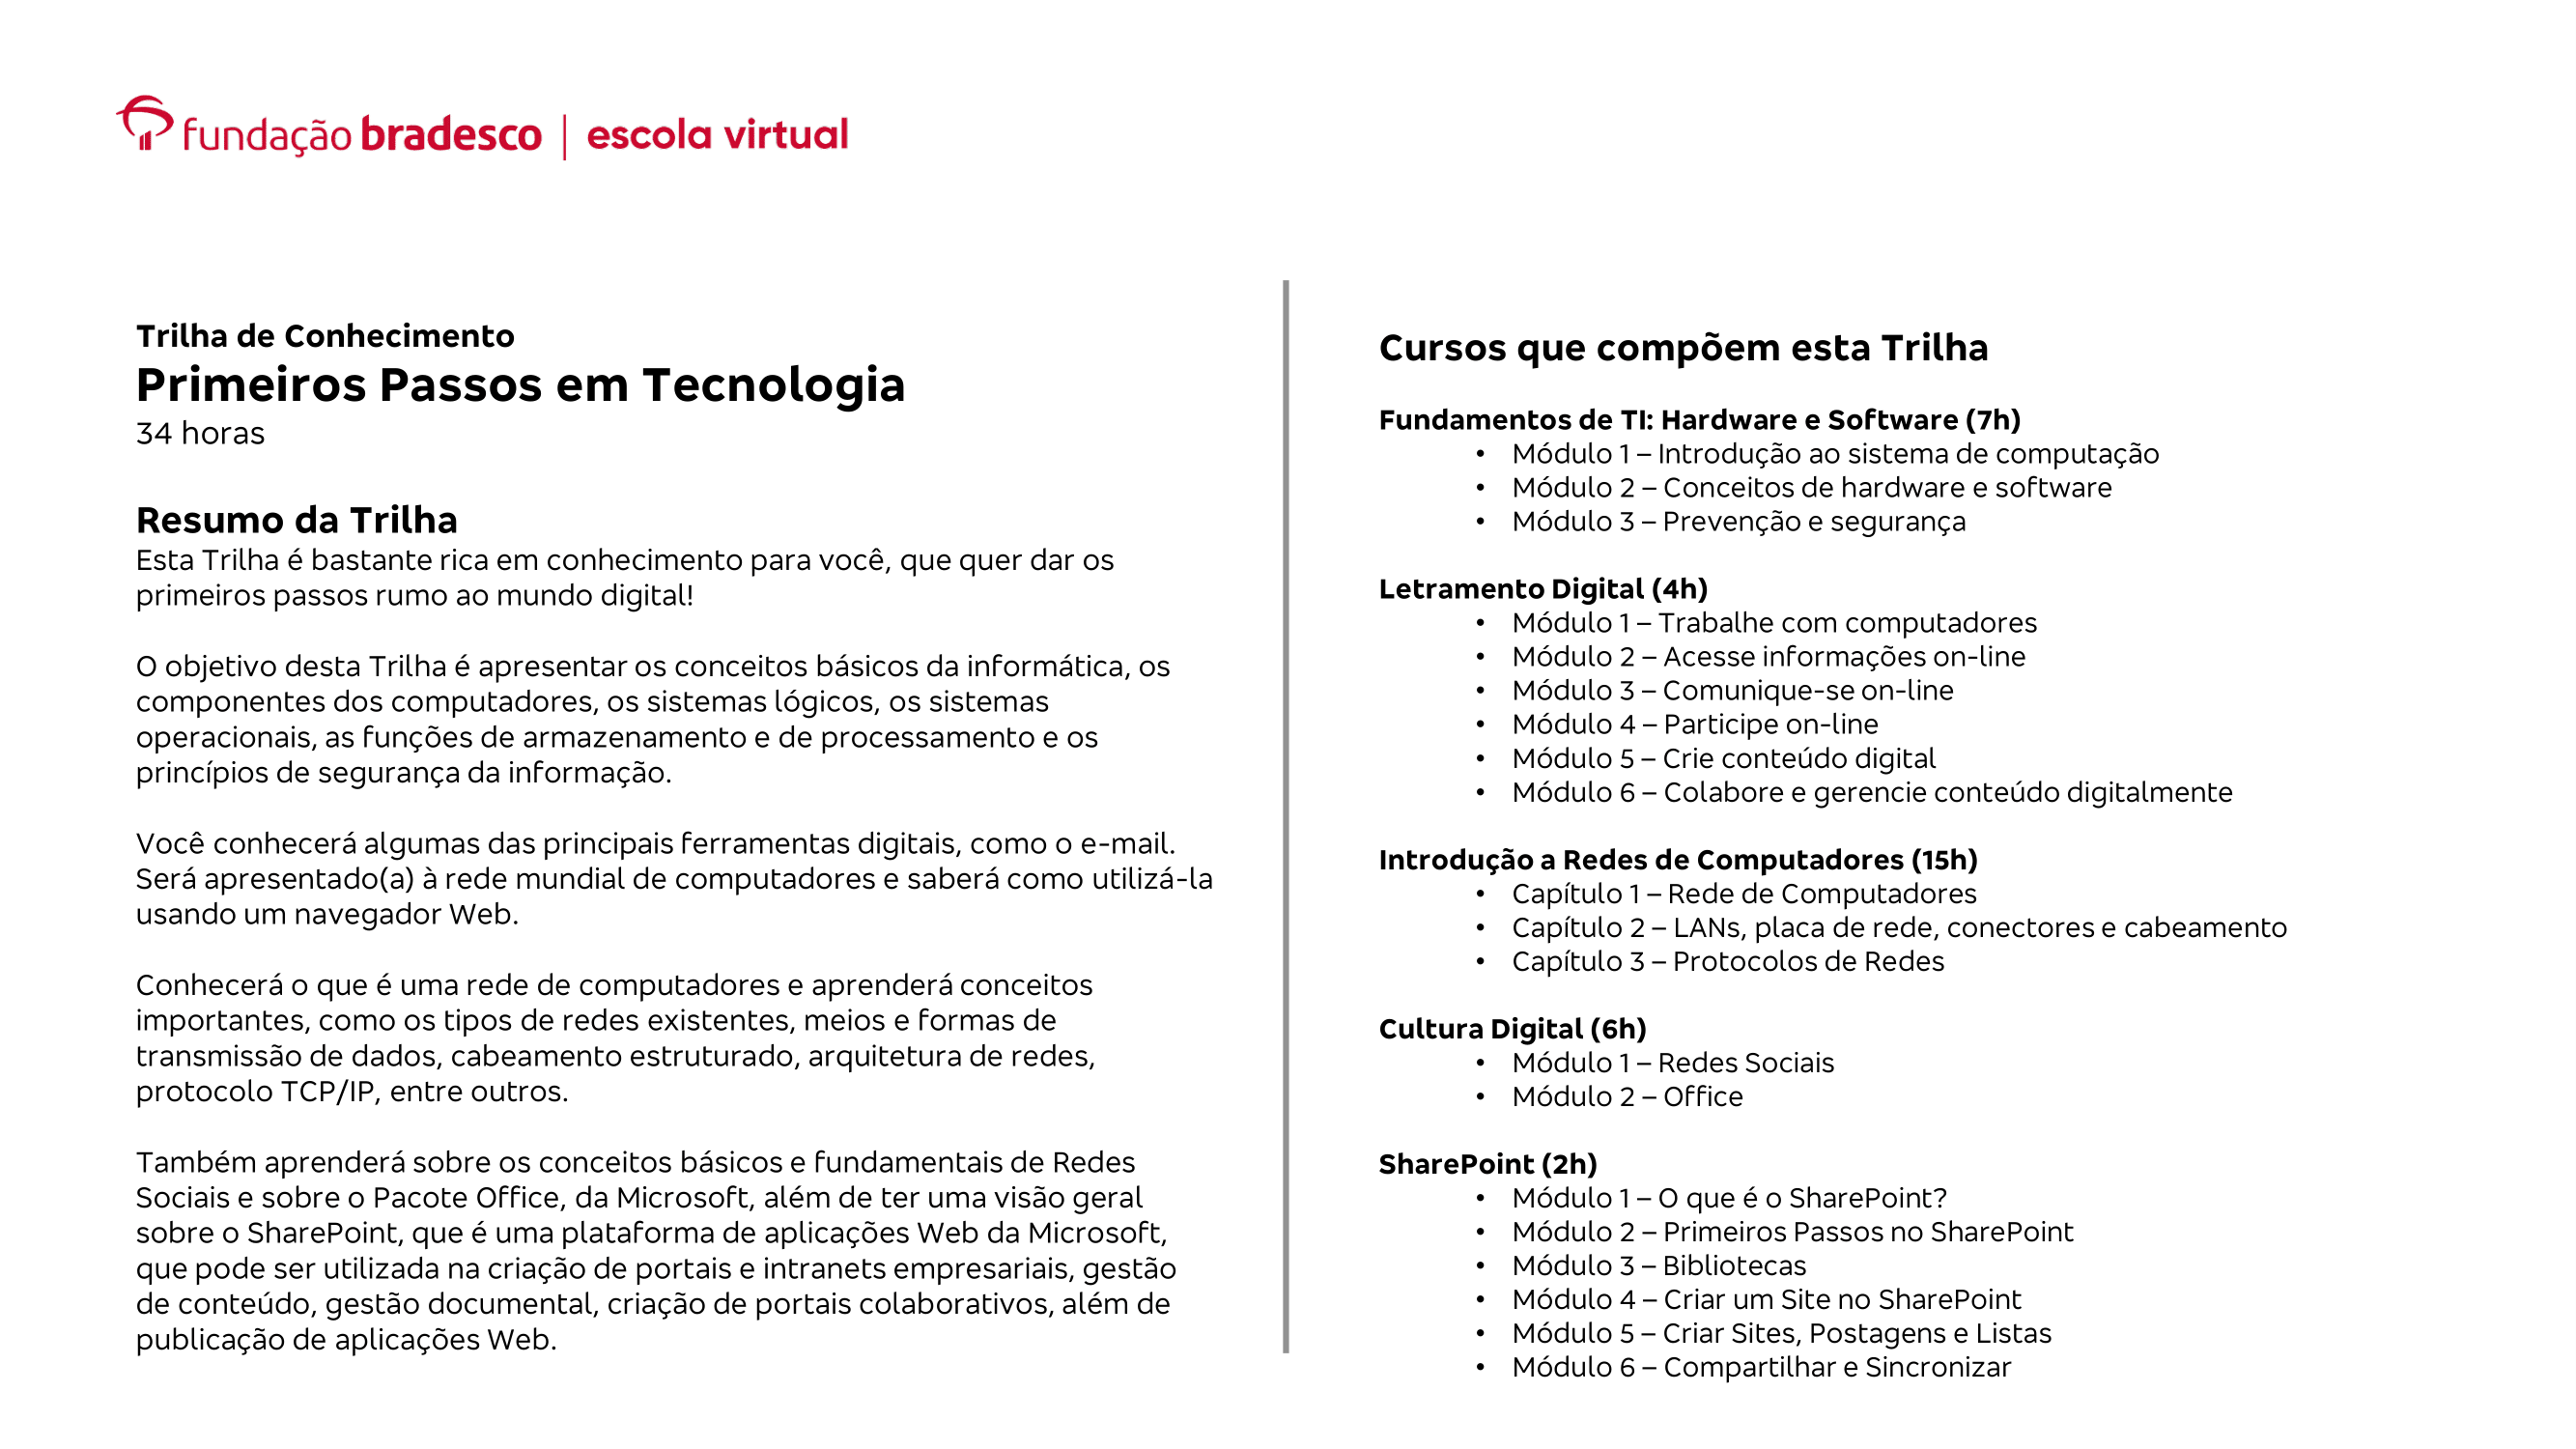 fundação bradesco | escola virtual
Trilha de Conhecimento
Primeiros Passos em Tecnologia
34 horas
Resumo da Trilha
Esta Trilha é bastante rica em conhecimento para você, que quer dar os
primeiros passos rumo ao mundo digital!
O objetivo desta Trilha é apresentar os conceitos básicos da informática, os
componentes dos computadores, os sistemas lógicos, os sistemas
operacionais, as funções de armazenamento e de processamento e os
princípios de segurança da informação.
Você conhecerá algumas das principais ferramentas digitais, como o e-mail.
Será apresentado(a) à rede mundial de computadores e saberá como utilizá-la
usando um navegador Web.
Conhecerá o que é uma rede de computadores e aprenderá conceitos
importantes, como os tipos de redes existentes, meios e formas de
transmissão de dados, cabeamento estruturado, arquitetura de redes,
protocolo TCP/IP, entre outros.
Também aprenderá sobre os conceitos básicos e fundamentais de Redes
Sociais e sobre o Pacote Office, da Microsoft, além de ter uma visão geral
sobre o SharePoint, que é uma plataforma de aplicações Web da Microsoft,
que pode ser utilizada na criação de portais e intranets empresariais, gestão
de conteúdo, gestão documental, criação de portais colaborativos, além de
publicação de aplicações Web.
Cursos que compõem esta Trilha
Fundamentos de TI: Hardware e Software (7h)
• Módulo 1 – Introdução ao sistema de computação
• Módulo 2 – Conceitos de hardware e software
• Módulo 3 – Prevenção e segurança
Letramento Digital (4h)
• Módulo 1 – Trabalhe com computadores
• Módulo 2 – Acesse informações on-line
• Módulo 3 – Comunique-se on-line
• Módulo 4 – Participe on-line
• Módulo 5 – Crie conteúdo digital
• Módulo 6 – Colabore e gerencie conteúdo digitalmente
Introdução a Redes de Computadores (15h)
• Capítulo 1 – Rede de Computadores
• Capítulo 2 – LANs, placa de rede, conectores e cabeamento
• Capítulo 3 – Protocolos de Redes
Cultura Digital (6h)
• Módulo 1 – Redes Sociais
• Módulo 2 – Office
SharePoint (2h)
• Módulo 1 – O que é o SharePoint?
• Módulo 2 – Primeiros Passos no SharePoint
• Módulo 3 – Bibliotecas
• Módulo 4 – Criar um Site no SharePoint
• Módulo 5 – Criar Sites, Postagens e Listas
• Módulo 6 – Compartilhar e Sincronizar